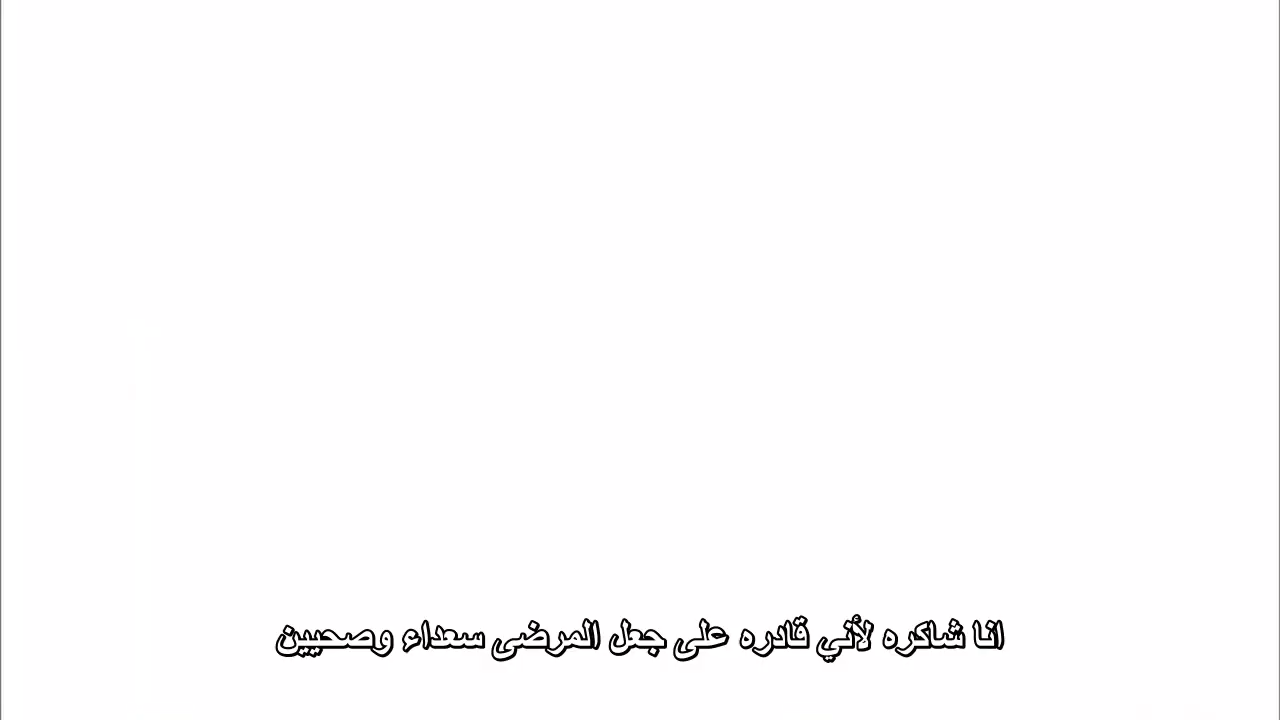 انا شاكره لأني قادره على جعل المرضى سعداء وصحيين